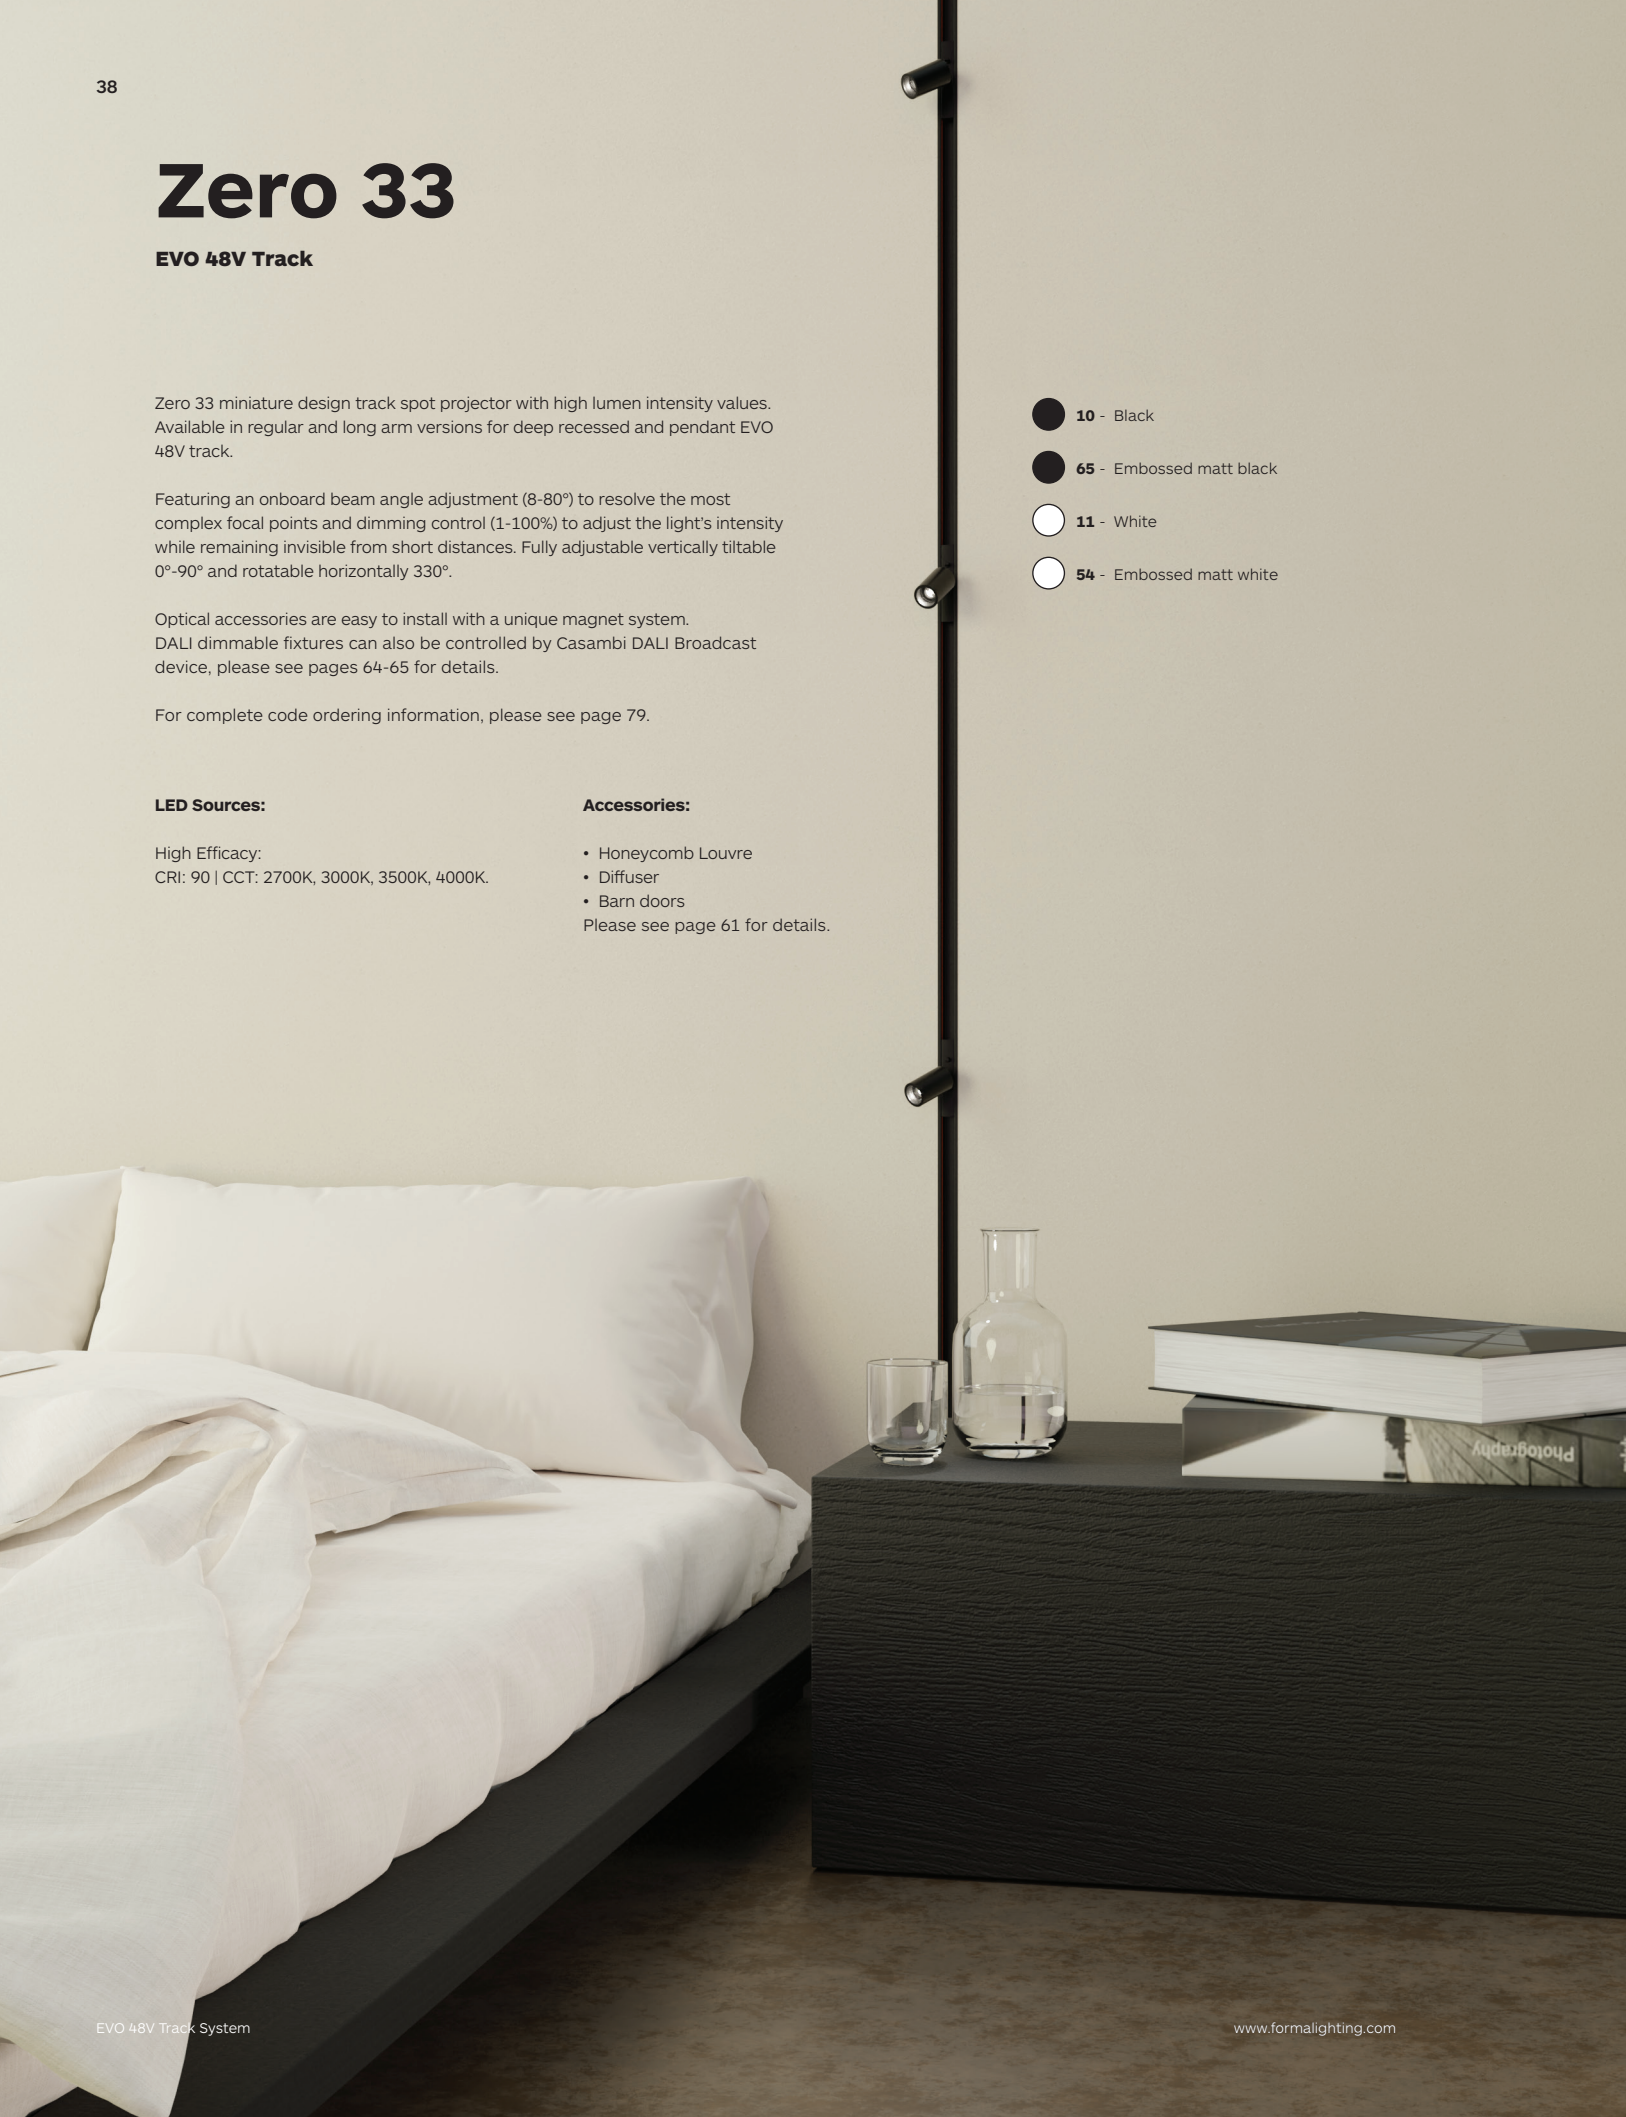 38
Zero 33
EVO 48V Track
Zero 33 miniature design track spot projector with high lumen intensity values.
Available in regular and long arm versions for deep recessed and pendant EVO
48V track.
Featuring an onboard beam angle adjustment (8-80°) to resolve the most
complex focal points and dimming control (1-100%) to adjust the light's intensity
while remaining invisible from short distances. Fully adjustable vertically tiltable
0°-90° and rotatable horizontally 330°.
Optical accessories are easy to install with a unique magnet system.
DALI dimmable fixtures can also be controlled by Casambi DALI Broadcast
device, please see pages 64-65 for details.
For complete code ordering information, please see page 79.
LED Sources:
High Efficacy:
CRI: 90 | CCT: 2700K, 3000K, 3500K, 4000K.
Accessories:
• Honeycomb Louvre
• Diffuser
• Barn doors
Please see page 61 for details.
10 - Black
65 - Embossed matt black
11 - White
54 - Embossed matt white
Photography
EVO 48V Track System
www.formalighting.com